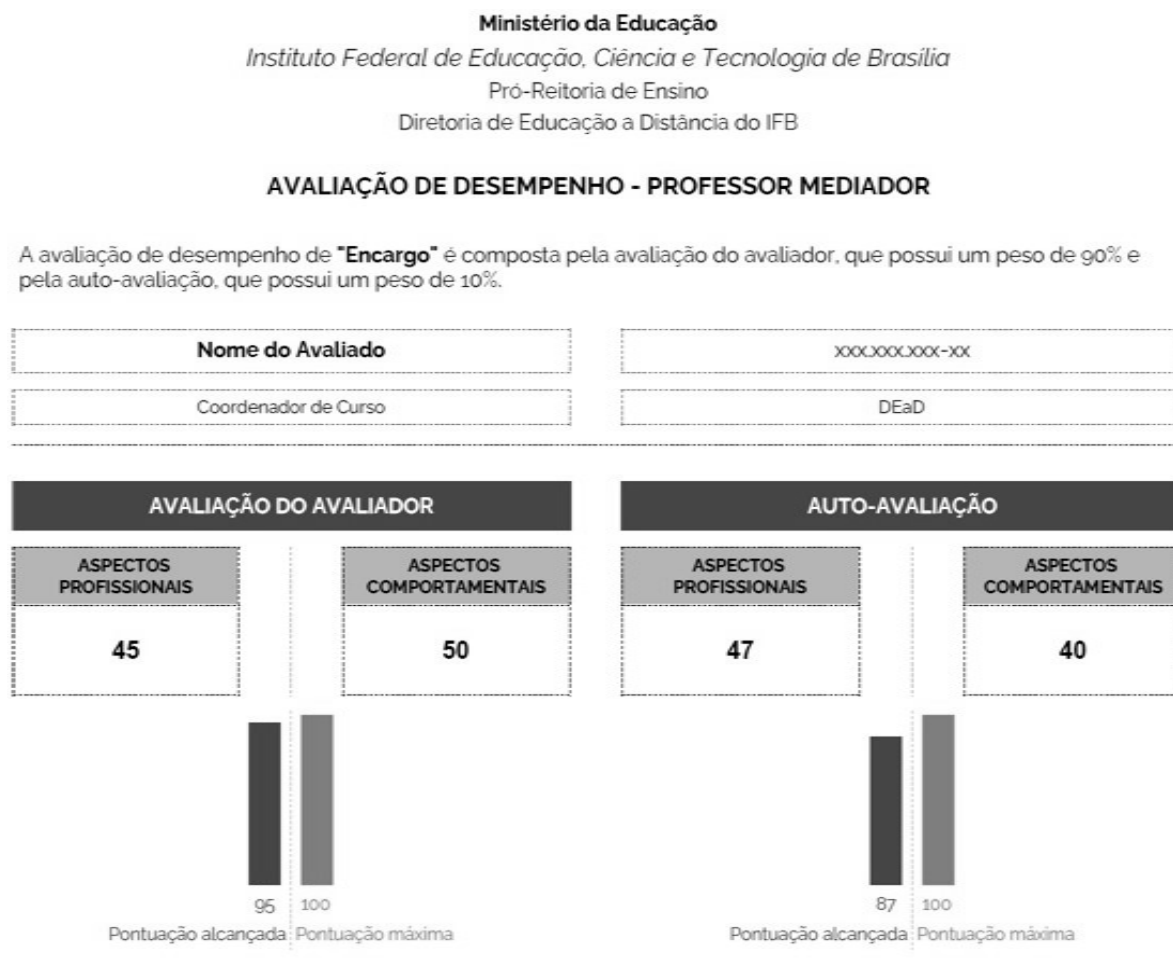 Ministério da Educação
Instituto Federal de Educação, Ciência e Tecnologia de Brasília
Pró-Reitoria de Ensino
Diretoria de Educação a Distância do IFB
AVALIAÇÃO DE DESEMPENHO - PROFESSOR MEDIADOR
A avaliação de desempenho de "Encargo" é composta pela avaliação do avaliador, que possui um peso de 90% e
pela auto-avaliação, que possui um peso de 10%.
Nome do Avaliado
xxx.xxx.xxx-xx
Coordenador de Curso
DEaD
AVALIAÇÃO DO AVALIADOR
ASPECTOS
PROFISSIONAIS
ASPECTOS
COMPORTAMENTAIS
45
50
95
100
Pontuação alcançada
Pontuação máxima
AUTO-AVALIAÇÃO
ASPECTOS
PROFISSIONAIS
ASPECTOS
COMPORTAMENTAIS
47
40
87
100
Pontuação alcançada
Pontuação máxima